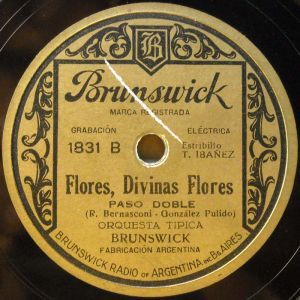 B
Brunswick
MARCA REGISTRADA
GRABACIÓN ELÉCTRICA
1831 B Estribillo
T. IBAÑEZ
Flores, Divinas Flores
PASO DOBLE
(R. Bernasconi - González Pulido)
ORQUESTA TIPICA
BRUNSWICK
FABRICACIÓN ARGENTINA
BRUNSWICK RADIO OF ARGENTINA, INC. Bs AIRES